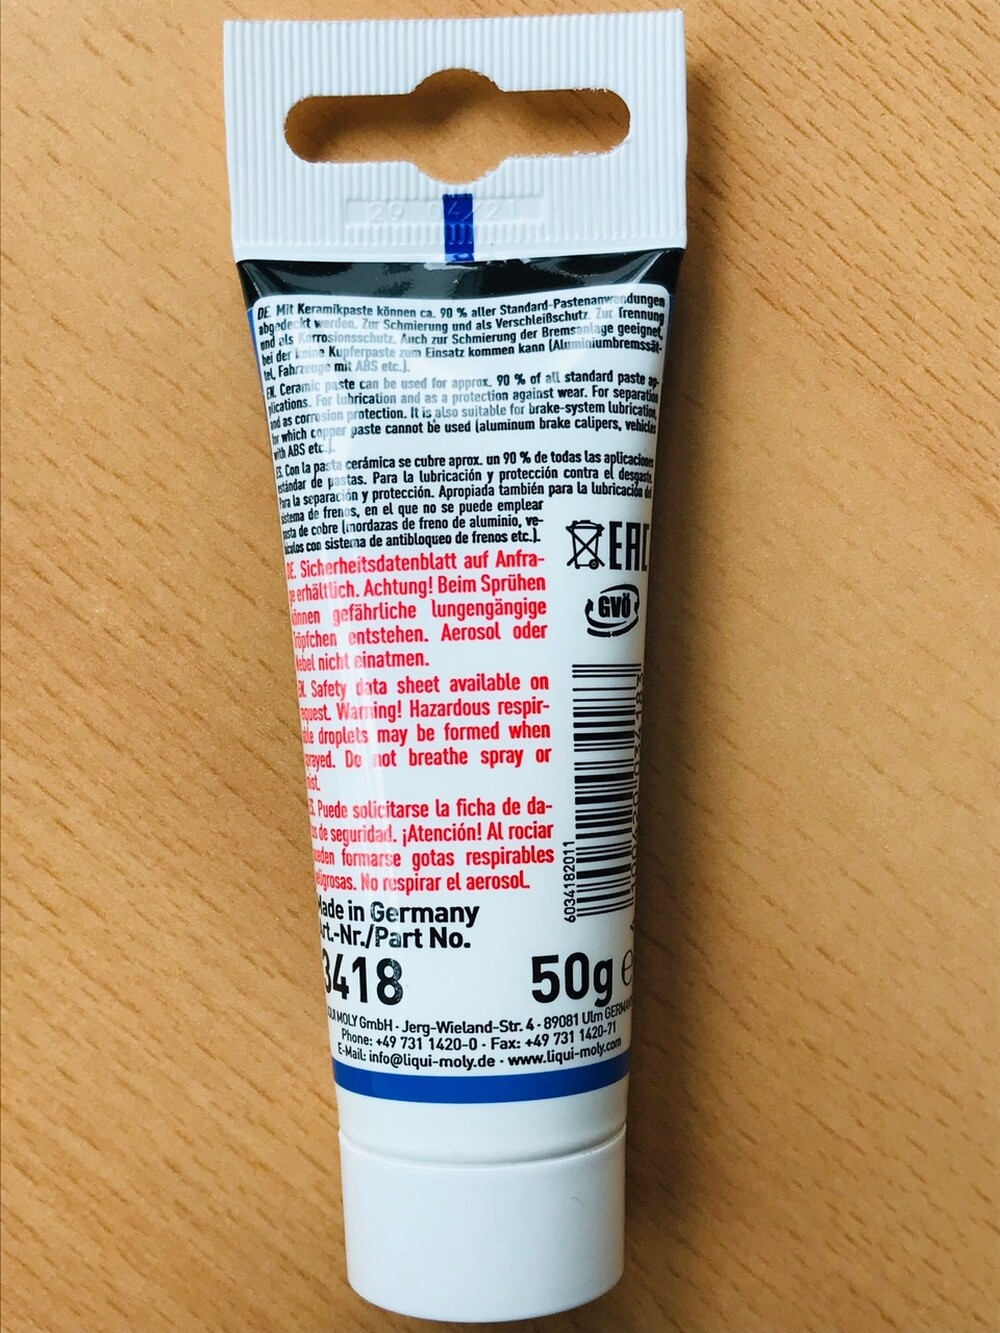 20 04/21
DE. Mit Keramikpaste können ca. 90 % aller Standard-Pastenanwendungen
abgedeckt werden. Zur Schmierung und als Verschleißschutz. Zur Trennung
und als Korrosionsschutz. Auch zur Schmierung der Bremsanlage geeignet,
bei der keine Kupferpaste zum Einsatz kommen kann (Aluminiumbremssät-
tel, Fahrzeuge mit ABS etc.).
EN. Ceramic paste can be used for approx. 90 % of all standard paste ap-
plications. For lubrication and as a protection against wear. For separation
and as corrosion protection. It is also suitable for brake-system lubrication,
for which copper paste cannot be used (aluminum brake calipers, vehicles
with ABS etc.).
ES. Con la pasta cerámica se cubre aprox. un 90 % de todas las aplicaciones
estándar de pastas. Para la lubricación y protección contra el desgaste.
Para la separación y protección. Apropiada también para la lubricación del
sistema de frenos, en el que no se puede emplear
pasta de cobre (mordazas de freno de aluminio, ve-
ículos con sistema de antibloqueo de frenos etc.).
EAC
GVÖ
DE. Sicherheitsdatenblatt auf Anfra-
ge erhältlich. Achtung! Beim Sprühen
können gefährliche lungengängige
Tröpfchen entstehen. Aerosol oder
Nebel nicht einatmen.
EN. Safety data sheet available on
request. Warning! Hazardous respir-
able droplets may be formed when
sprayed. Do not breathe spray or
mist.
ES. Puede solicitarse la ficha de da-
os de seguridad. ¡Atención! Al rociar
pueden formarse gotas respirables
peligrosas. No respirar el aerosol.
6034182011
Made in Germany
Art.-Nr./Part No.
3418
50g e
LIQUI MOLY GmbH · Jerg-Wieland-Str. 4 · 89081 Ulm GERMANY
Phone: +49 731 1420-0 · Fax: +49 731 1420-71
E-Mail: info@liqui-moly.de · www.liqui-moly.com